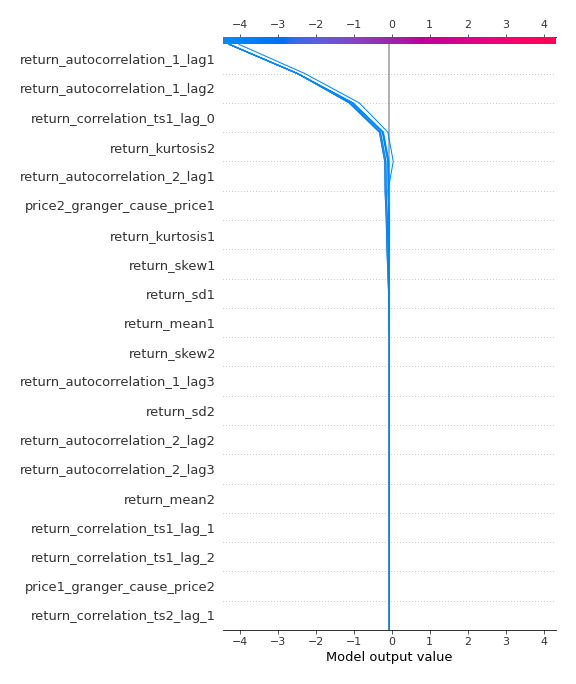 −4 −3 −2 −1 0 1 2 3 4
return_autocorrelation_1_lag1
return_autocorrelation_1_lag2
return_correlation_ts1_lag_0
return_kurtosis2
return_autocorrelation_2_lag1
price2_granger_cause_price1
return_kurtosis1
return_skew1
return_sd1
return_mean1
return_skew2
return_autocorrelation_1_lag3
return_sd2
return_autocorrelation_2_lag2
return_autocorrelation_2_lag3
return_mean2
return_correlation_ts1_lag_1
return_correlation_ts1_lag_2
price1_granger_cause_price2
return_correlation_ts2_lag_1
−4 −3 −2 −1 0 1 2 3 4
Model output value